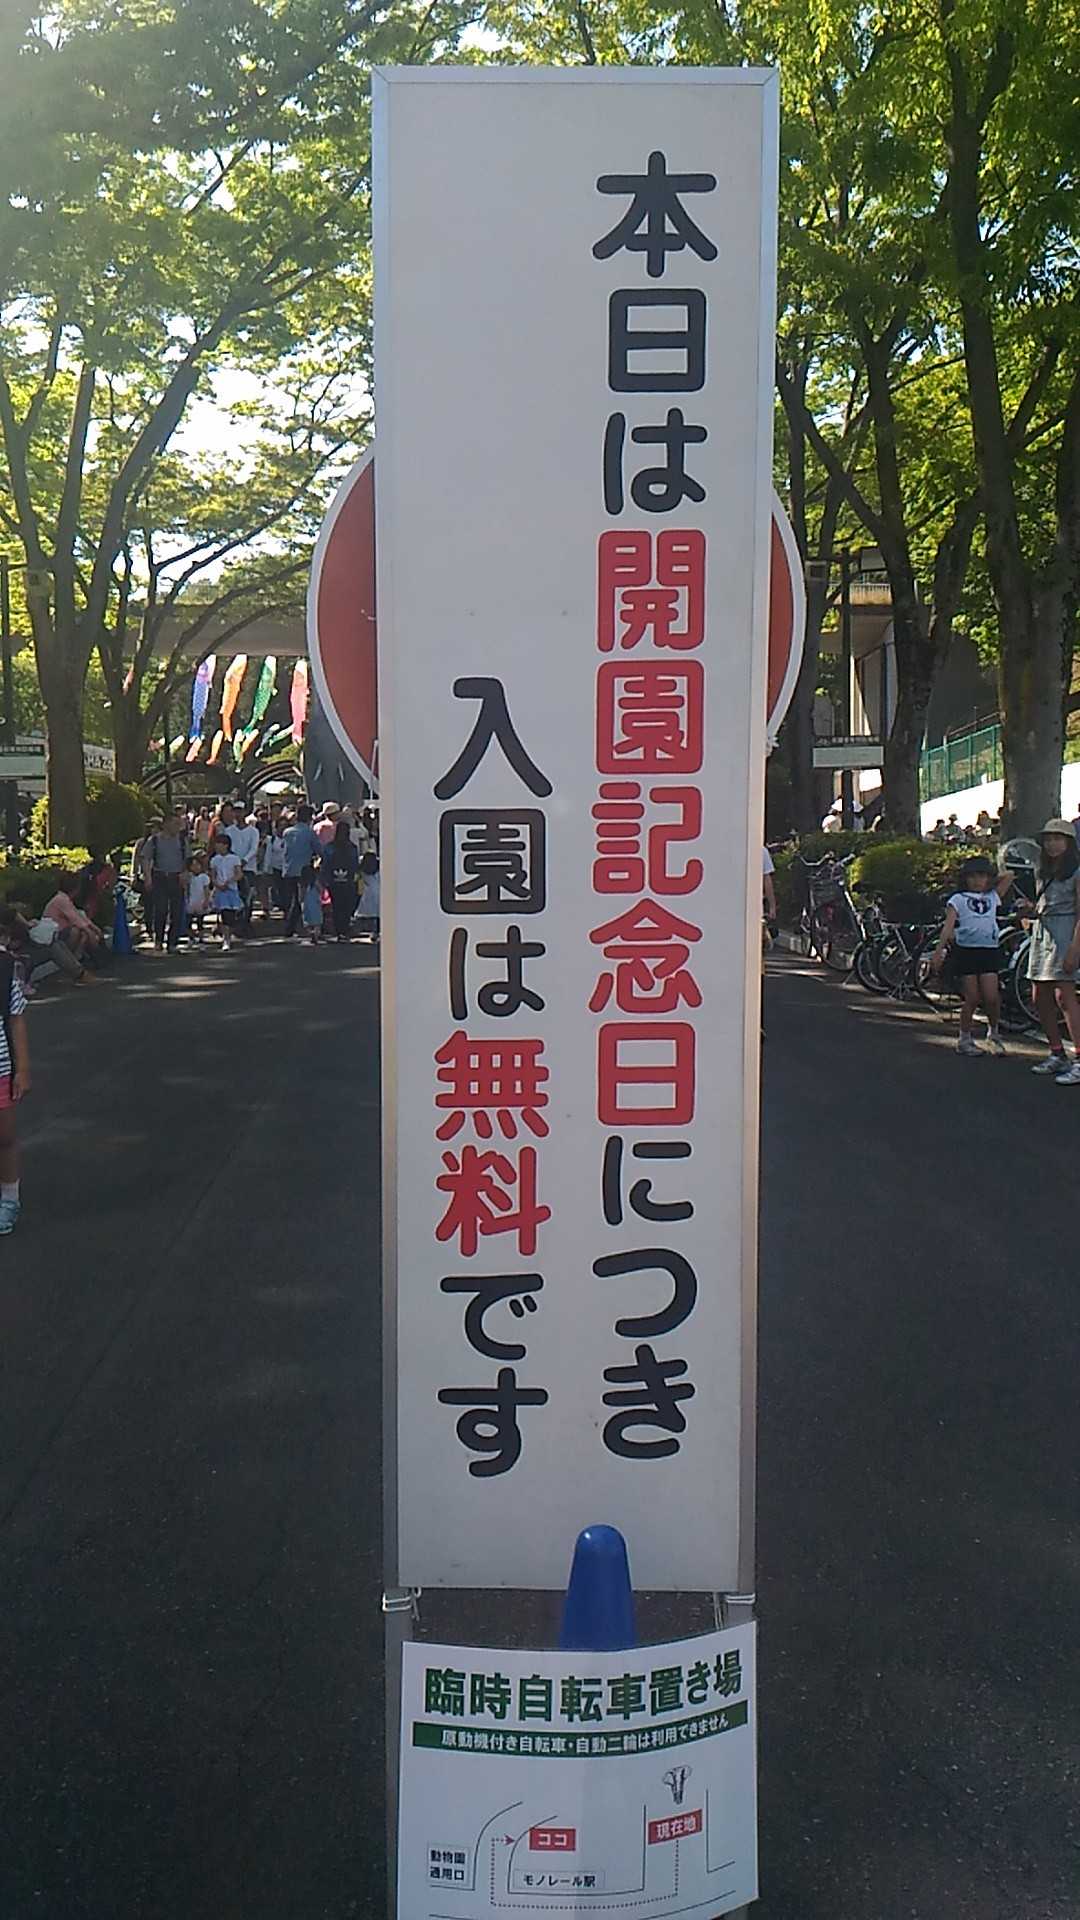 本日は開園記念日につき
入園は無料です
臨時自転車置き場
原動機付き自転車・自動二輪は利用できません
現在地
ココ
動物園
通用口
モノレール駅